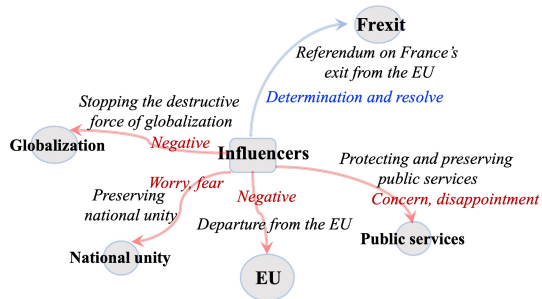 Frexit
Referendum on France's
exit from the EU
Determination and resolve
Stopping the destructive
force of globalization
Negative
Globalization
Influencers
Protecting and preserving
public services
Concern, disappointment
Worry, fear
Preserving
national unity
Negative
Departure from the EU
Public services
National unity
EU